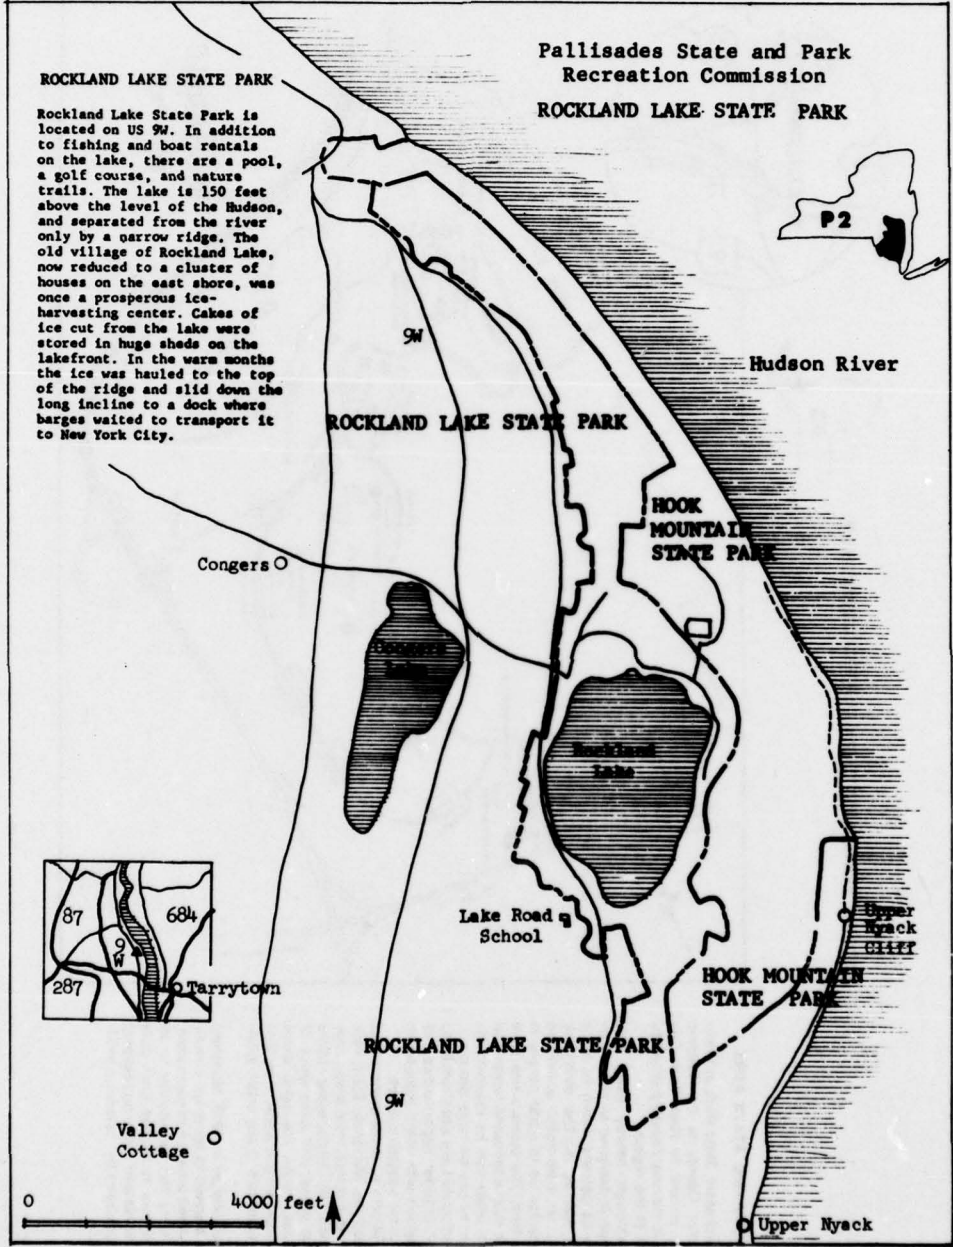 Pallisades State and Park
Recreation Commission
ROCKLAND LAKE STATE PARK
ROCKLAND LAKE STATE PARK
Rockland Lake State Park is
located on US 9W. In addition
to fishing and boat rentals
on the lake, there are a pool,
a golf course, and nature
trails. The lake is 150 feet
above the level of the Hudson,
and separated from the river
only by a narrow ridge. The
old village of Rockland Lake,
now reduced to a cluster of
houses on the east shore, was
once a prosperous ice-
harvesting center. Cakes of
ice cut from the lake were
stored in huge sheds on the
lakefront. In the warm months
the ice was hauled to the top
of the ridge and slid down the
long incline to a dock where
barges waited to transport it
to New York City.
P2
9W
Hudson River
ROCKLAND LAKE STATE PARK
HOOK
MOUNTAIN
STATE PARK
Congers
Congers
Lake
Rockland
Lake
87
684
9
W
287
Tarrytown
Lake Road
School
Upper
Nyack
Cliff
HOOK MOUNTAIN
STATE PARK
ROCKLAND LAKE STATE PARK
9W
Valley
Cottage
0
4000 feet
Upper Nyack